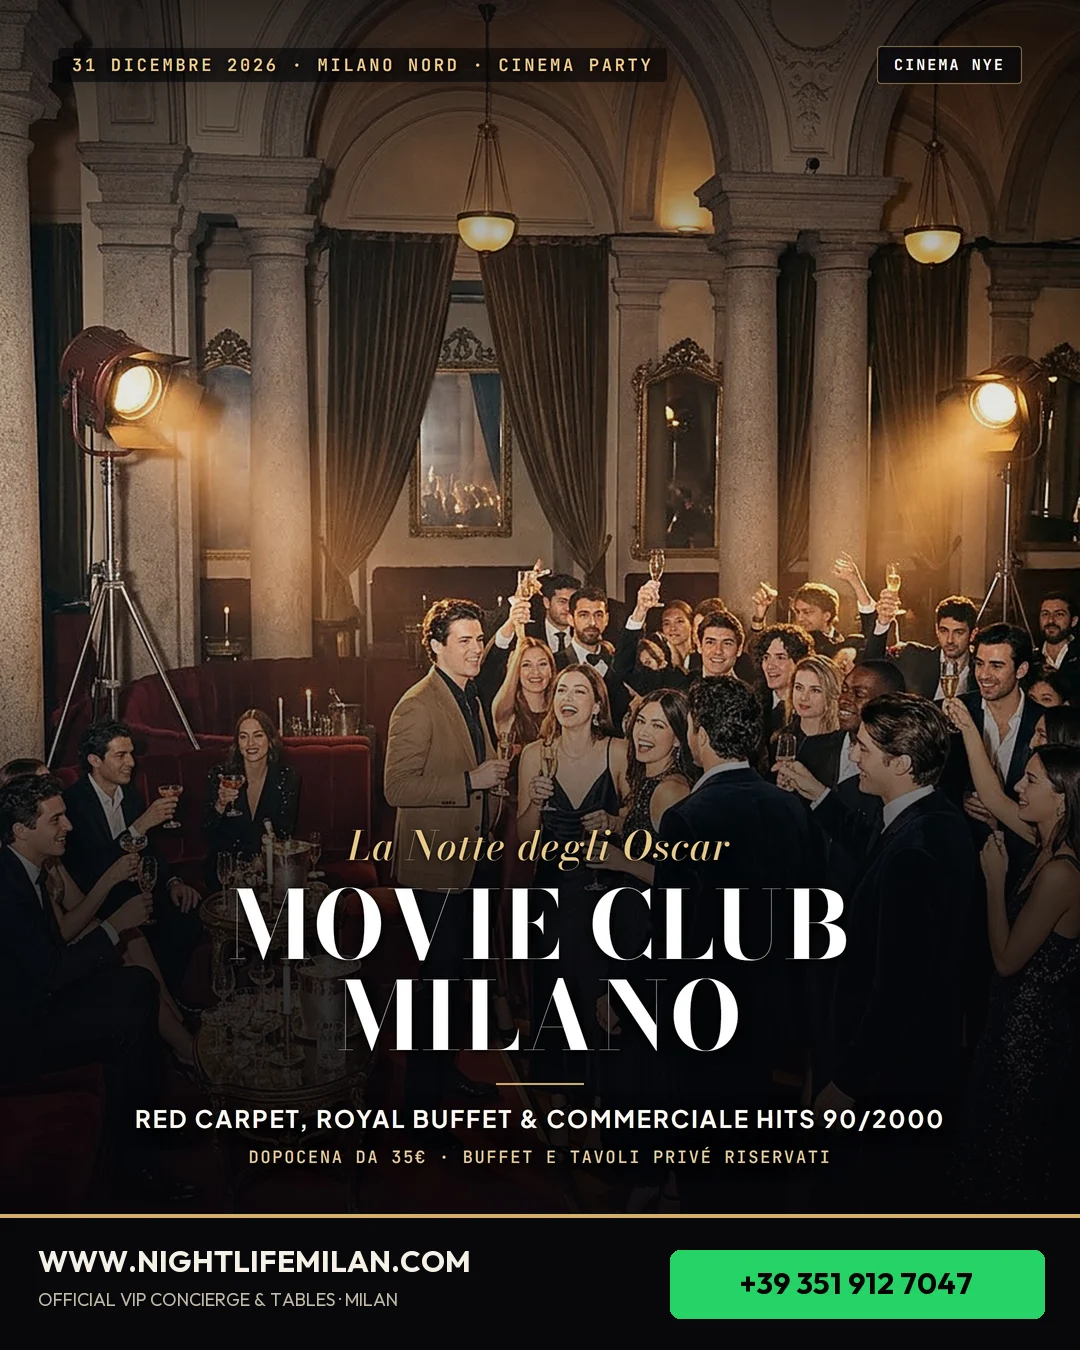 31 DICEMBRE 2026 · MILANO NORD · CINEMA PARTY
CINEMA NYE
La Notte degli Oscar
MOVIE CLUB
MILANO
RED CARPET, ROYAL BUFFET & COMMERCIALE HITS 90/2000
DOPOCENA DA 35€ · BUFFET E TAVOLI PRIVÉ RISERVATI
WWW.NIGHTLIFEMILAN.COM
OFFICIAL VIP CONCIERGE & TABLES · MILAN
+39 351 912 7047